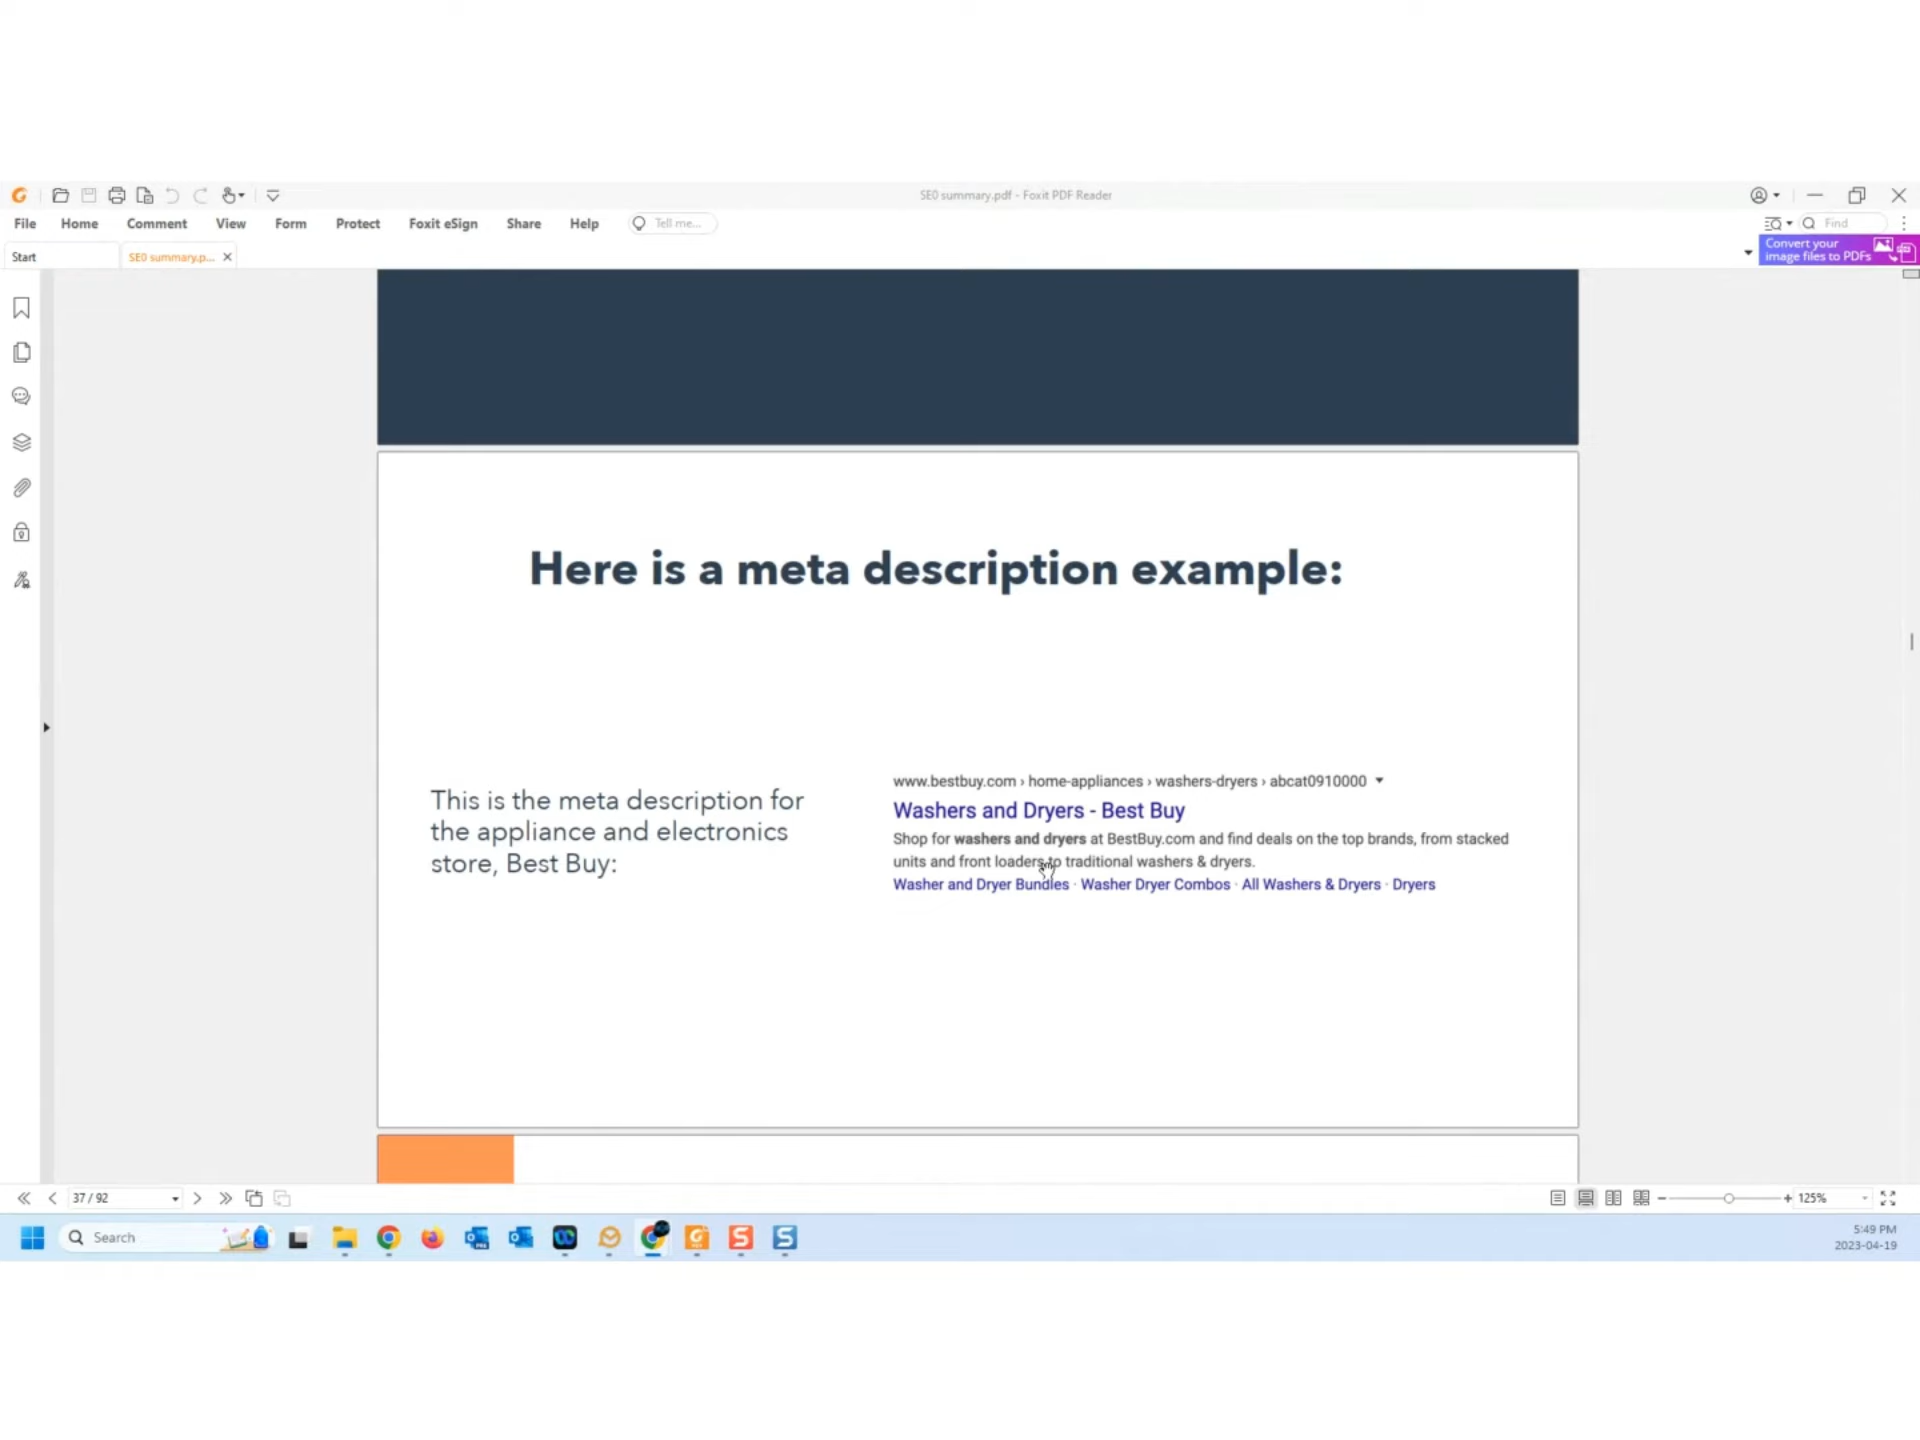 SE0 summary.pdf - Foxit PDF Reader
File Home Comment View Form Protect Foxit eSign Share Help Tell me... Find
Start SE0 summary.p...
Convert your
image files to PDFs
Here is a meta description example:
This is the meta description for
the appliance and electronics
store, Best Buy:
www.bestbuy.com › home-appliances › washers-dryers › abcat0910000
Washers and Dryers - Best Buy
Shop for washers and dryers at BestBuy.com and find deals on the top brands, from stacked
units and front loaders to traditional washers & dryers.
Washer and Dryer Bundles · Washer Dryer Combos · All Washers & Dryers · Dryers
37 / 92 125%
Search
5:49 PM
2023-04-19